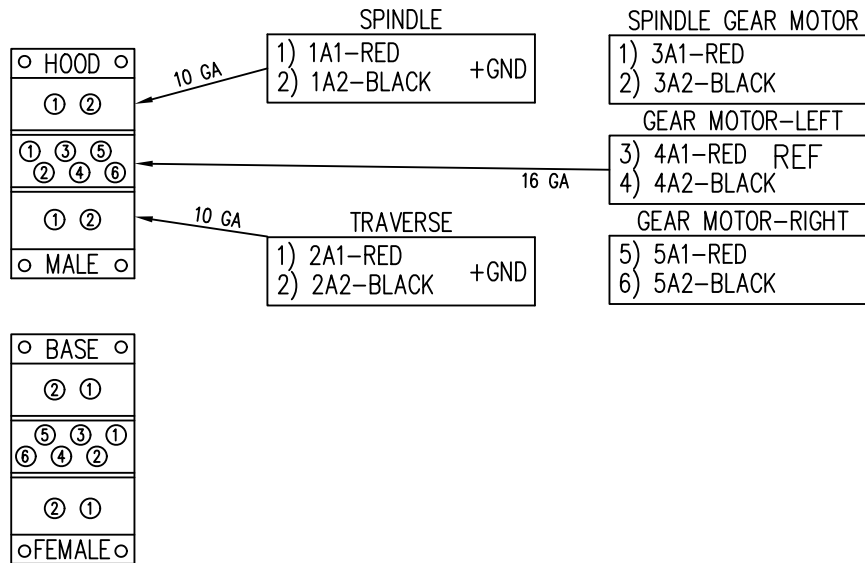 SPINDLE
1) 1A1-RED
2) 1A2-BLACK
+GND
SPINDLE GEAR MOTOR
1) 3A1-RED
2) 3A2-BLACK
HOOD
10 GA
1 2
1 3 5
2 4 6
1 2
MALE
GEAR MOTOR-LEFT
3) 4A1-RED REF
4) 4A2-BLACK
16 GA
10 GA
TRAVERSE
1) 2A1-RED
2) 2A2-BLACK
+GND
GEAR MOTOR-RIGHT
5) 5A1-RED
6) 5A2-BLACK
BASE
2 1
5 3 1
6 4 2
2 1
FEMALE